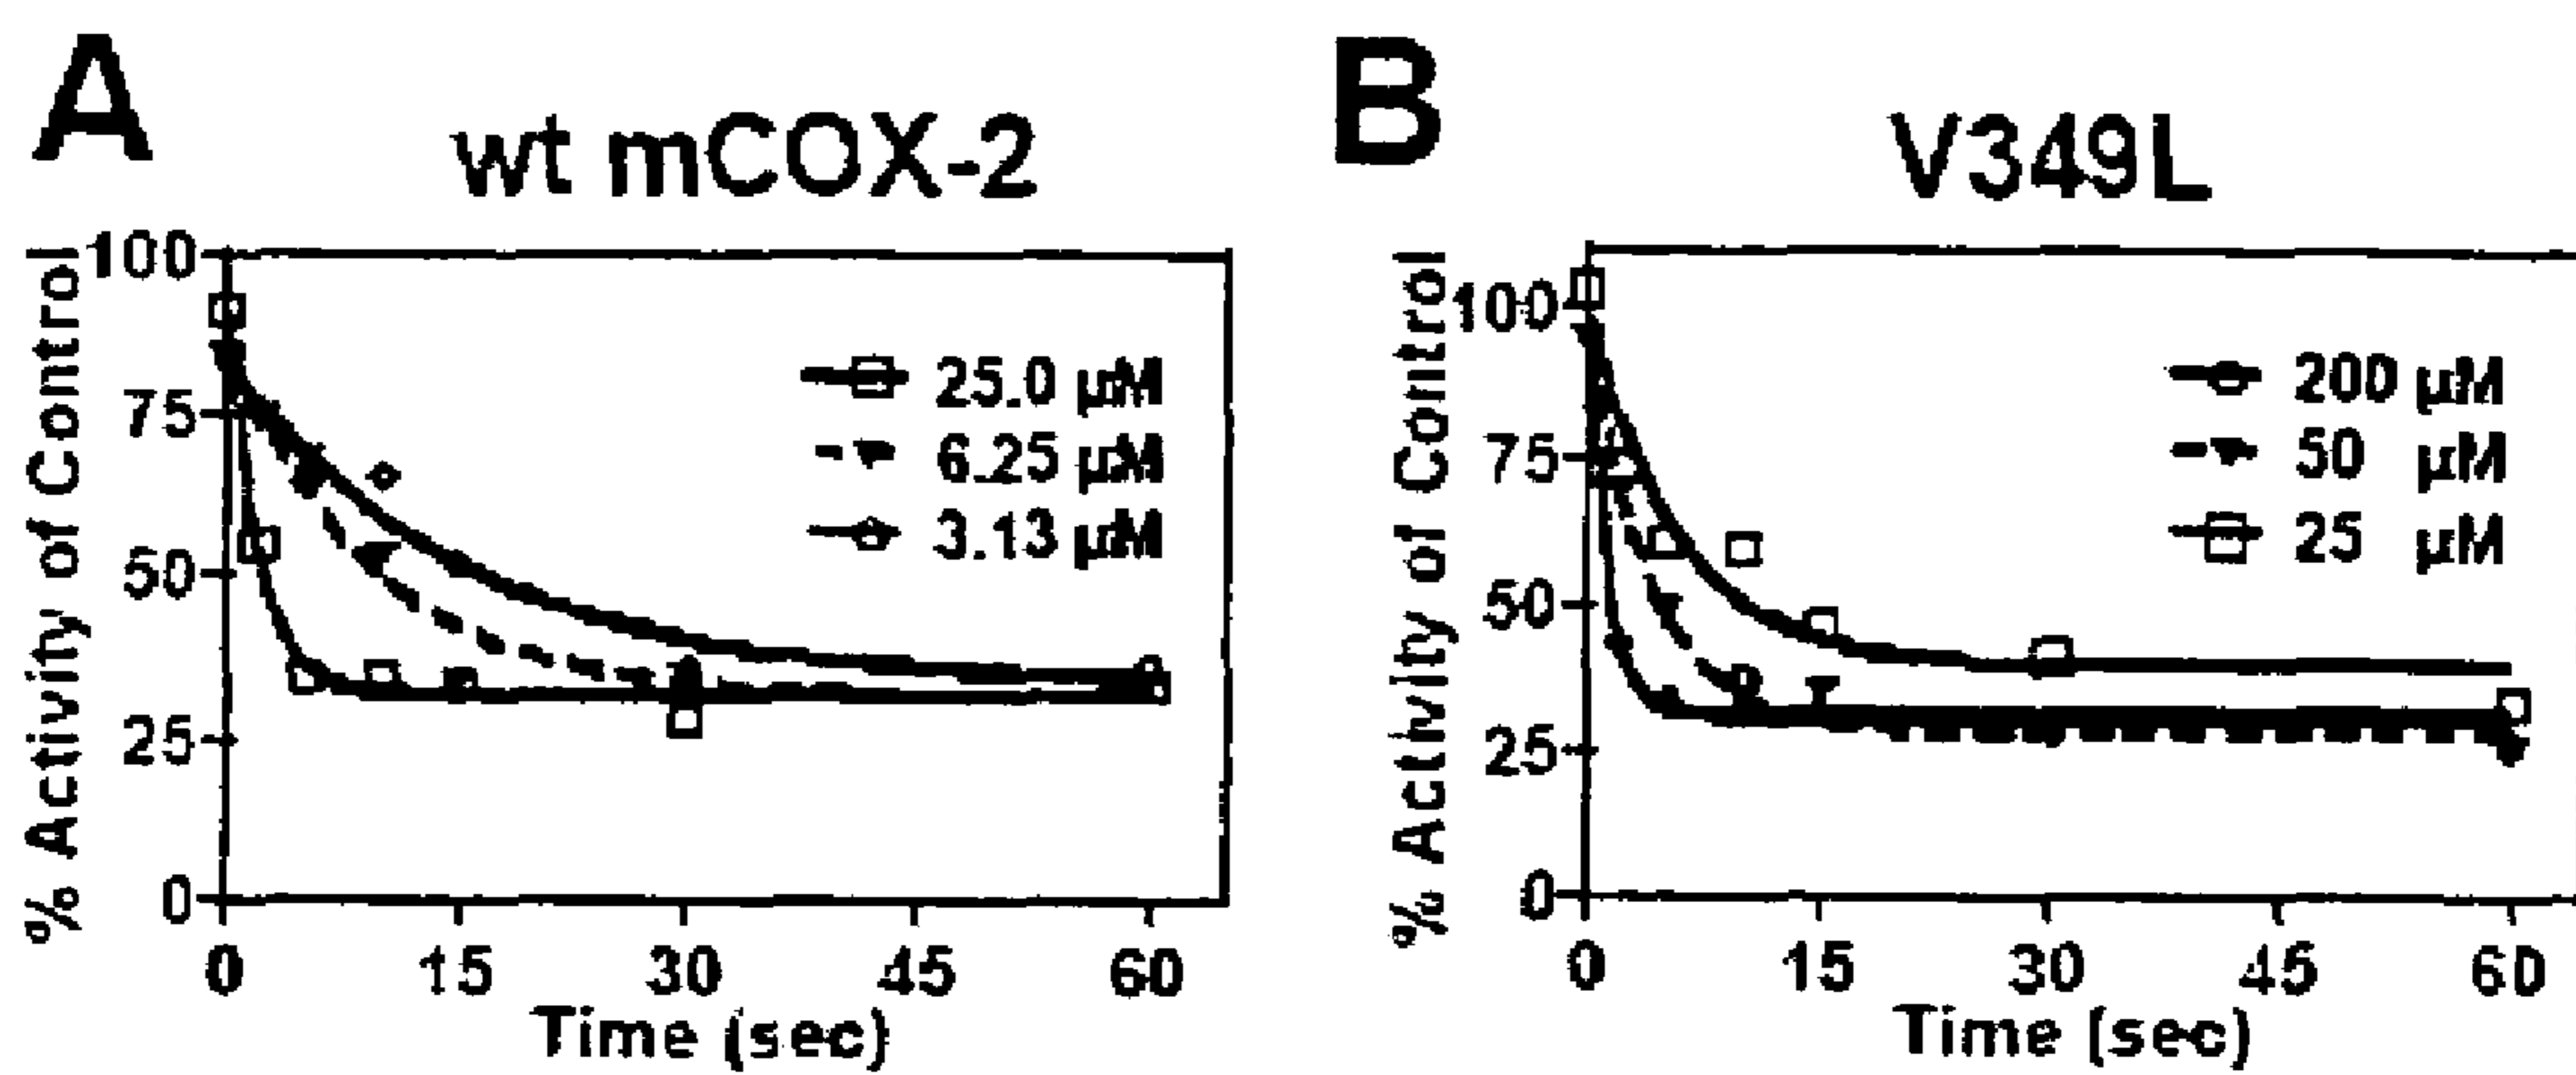 A
wt mCOX-2
% Activity of Control
100
75
50
25
0
25.0 µM
6.25 µM
3.13 µM
0 15 30 45 60
Time (sec)
B
V349L
% Activity of Control
100
75
50
25
0
200 µM
50 µM
25 µM
0 15 30 45 60
Time (sec)